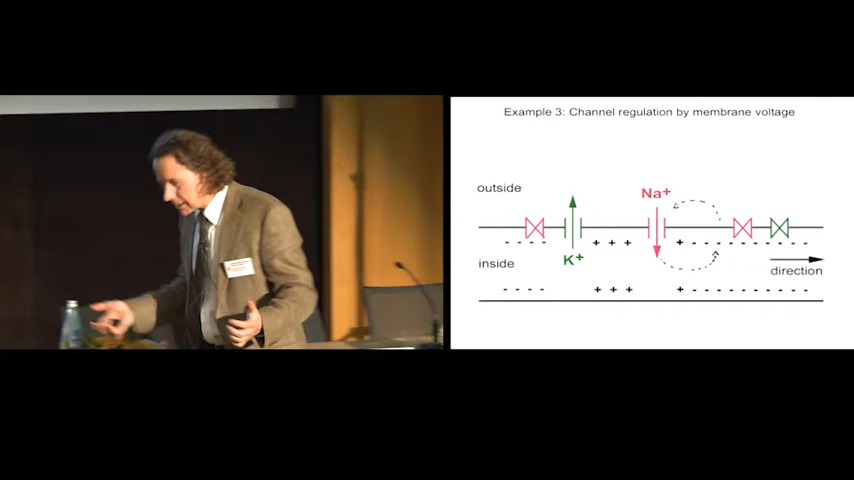 Example 3: Channel regulation by membrane voltage
outside
Na+
K+
inside
direction